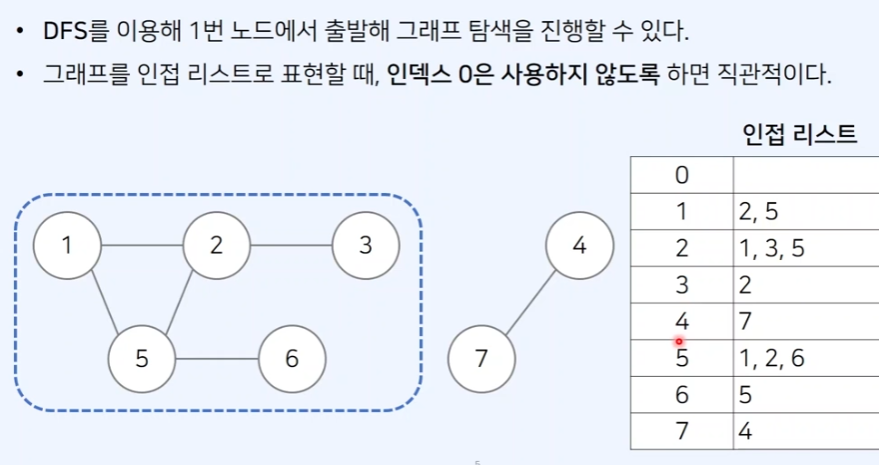 • DFS를 이용해 1번 노드에서 출발해 그래프 탐색을 진행할 수 있다.
• 그래프를 인접 리스트로 표현할 때, 인덱스 0은 사용하지 않도록 하면 직관적이다.
인접 리스트
0
1 2, 5
2 1, 3, 5
3 2
4 7
5 1, 2, 6
6 5
7 4
1 2 3 4
5 6 7